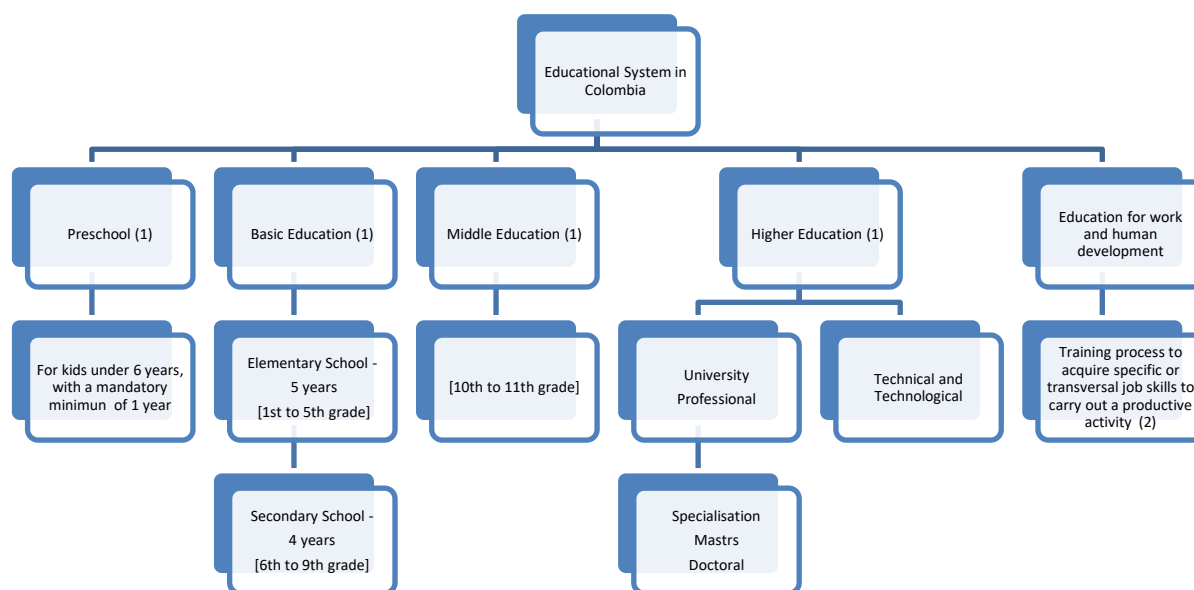 Educational System in
Colombia
Preschool (1)
Basic Education (1)
Middle Education (1)
Higher Education (1)
Education for work
and human
development
For kids under 6 years,
with a mandatory
minimun of 1 year
Elementary School -
5 years
[1st to 5th grade]
[10th to 11th grade]
University
Professional
Technical and
Technological
Training process to
acquire specific or
transversal job skills to
carry out a productive
activity (2)
Secondary School -
4 years
[6th to 9th grade]
Specialisation
Mastrs
Doctoral